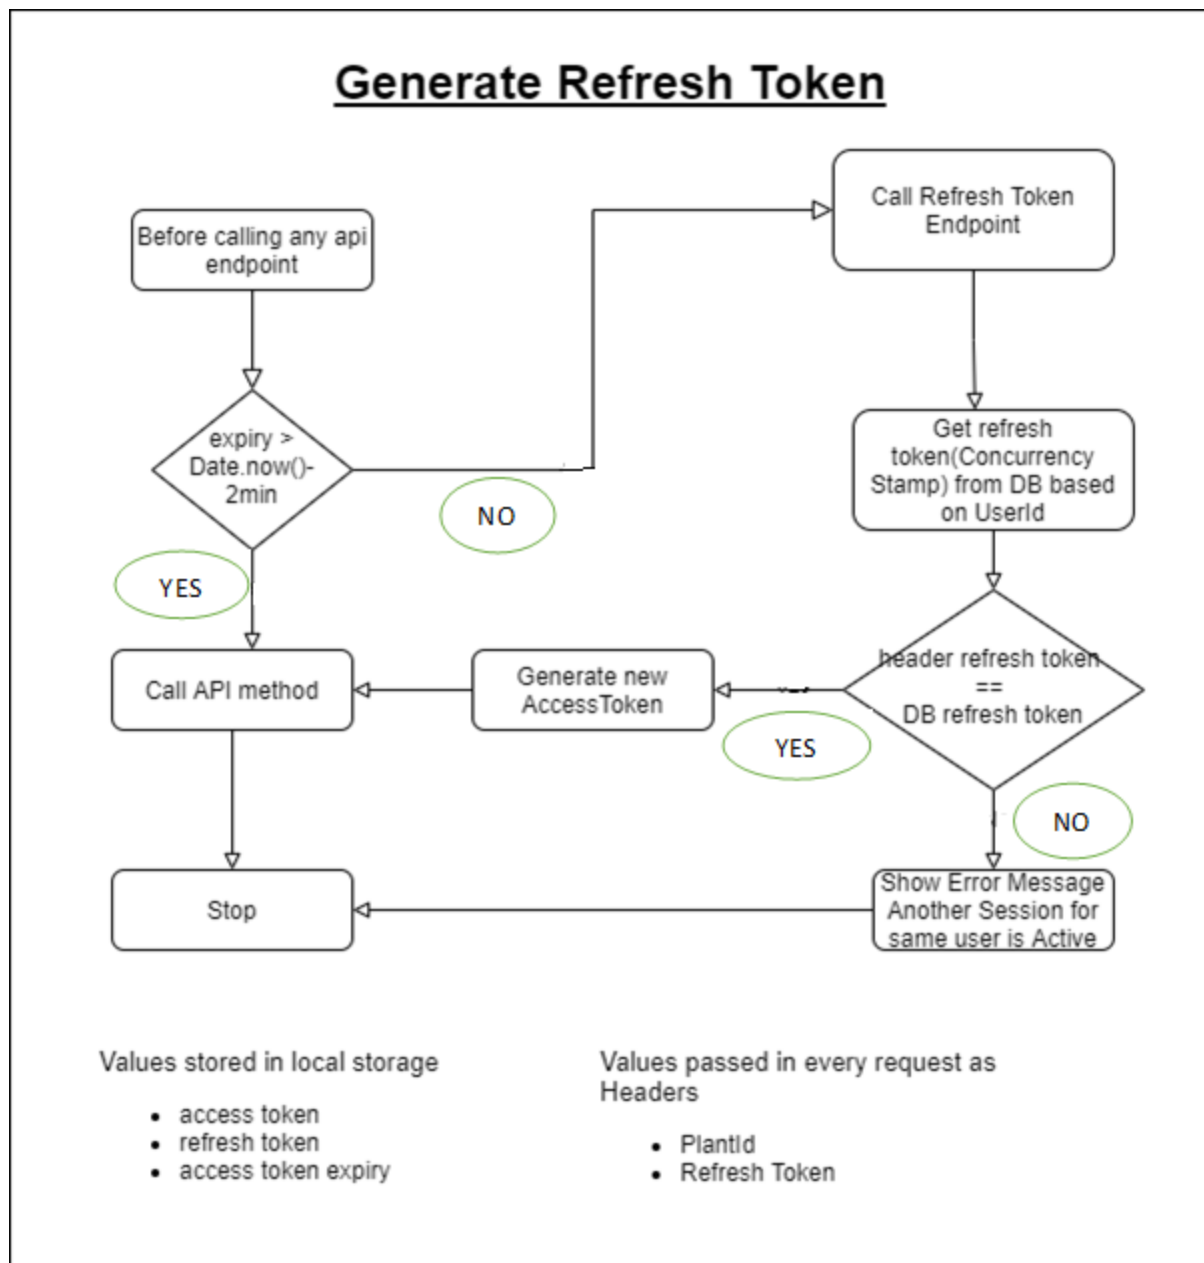 Generate Refresh Token
Call Refresh Token
Endpoint
Before calling any api
endpoint
expiry >
Date.now()-
2min
NO
YES
Get refresh
token(Concurrency
Stamp) from DB based
on UserId
header refresh token
==
DB refresh token
YES
NO
Generate new
AccessToken
Call API method
Show Error Message
Another Session for
same user is Active
Stop
Values stored in local storage
• access token
• refresh token
• access token expiry
Values passed in every request as
Headers
• PlantId
• Refresh Token